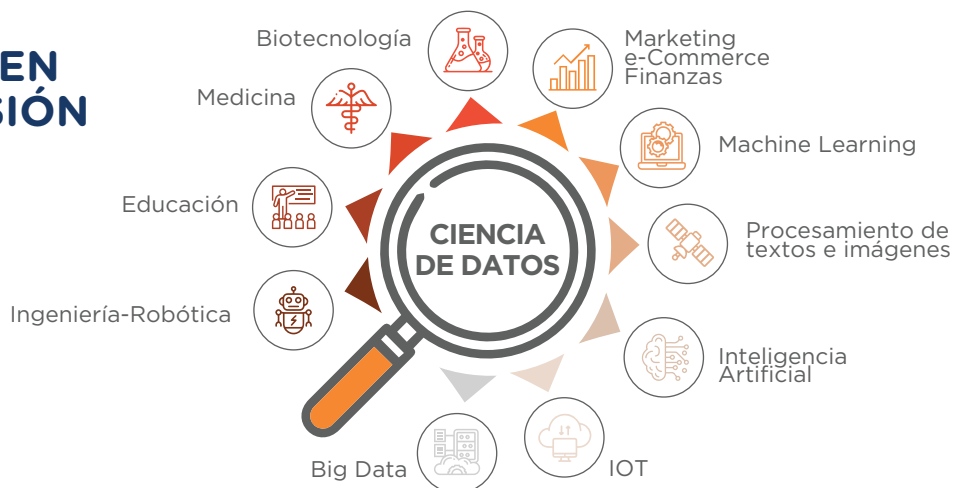 EN
SIÓN
Biotecnología
Marketing
e-Commerce
Finanzas
Medicina
Machine Learning
Educación
CIENCIA
DE DATOS
Procesamiento de
textos e imágenes
Ingeniería-Robótica
Inteligencia
Artificial
Big Data
IOT